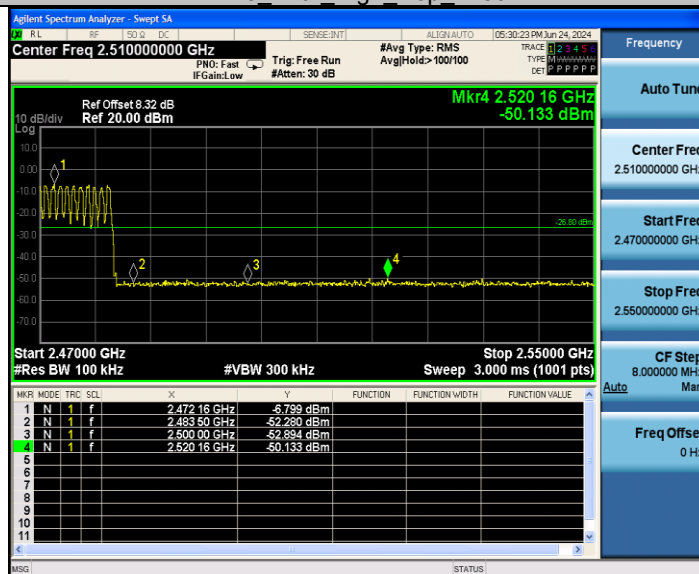 Agilent Spectrum Analyzer - Swept SA
RL RF 50 Ω DC SENSE:INT ALIGN AUTO 05:30:23 PM Jun 24, 2024
Center Freq 2.510000000 GHz
PNO: Fast
IFGain:Low
Trig: Free Run
#Atten: 30 dB
#Avg Type: RMS
Avg|Hold:>100/100
TRACE 1 2 3 4 5 6
TYPE M
DET P P P P P P
Frequency
Auto Tune
Center Freq
2.510000000 GHz
Start Freq
2.470000000 GHz
Stop Freq
2.550000000 GHz
CF Step
8.000000 MHz
Auto Man
Freq Offset
0 Hz
Mkr4 2.520 16 GHz
-50.133 dBm
Ref Offset 8.32 dB
10 dB/div Ref 20.00 dBm
Log
10.0
0.00
-10.0
-20.0
-30.0
-40.0
-50.0
-60.0
-70.0
1
2
3
4
-26.80 dBm
Start 2.47000 GHz Stop 2.55000 GHz
#Res BW 100 kHz #VBW 300 kHz Sweep 3.000 ms (1001 pts)
MKR MODE TRC SCL X Y FUNCTION FUNCTION WIDTH FUNCTION VALUE
1 N 1 f 2.472 16 GHz -6.799 dBm
2 N 1 f 2.483 50 GHz -52.280 dBm
3 N 1 f 2.500 00 GHz -52.894 dBm
4 N 1 f 2.520 16 GHz -50.133 dBm
5
6
7
8
9
10
11
MSG STATUS